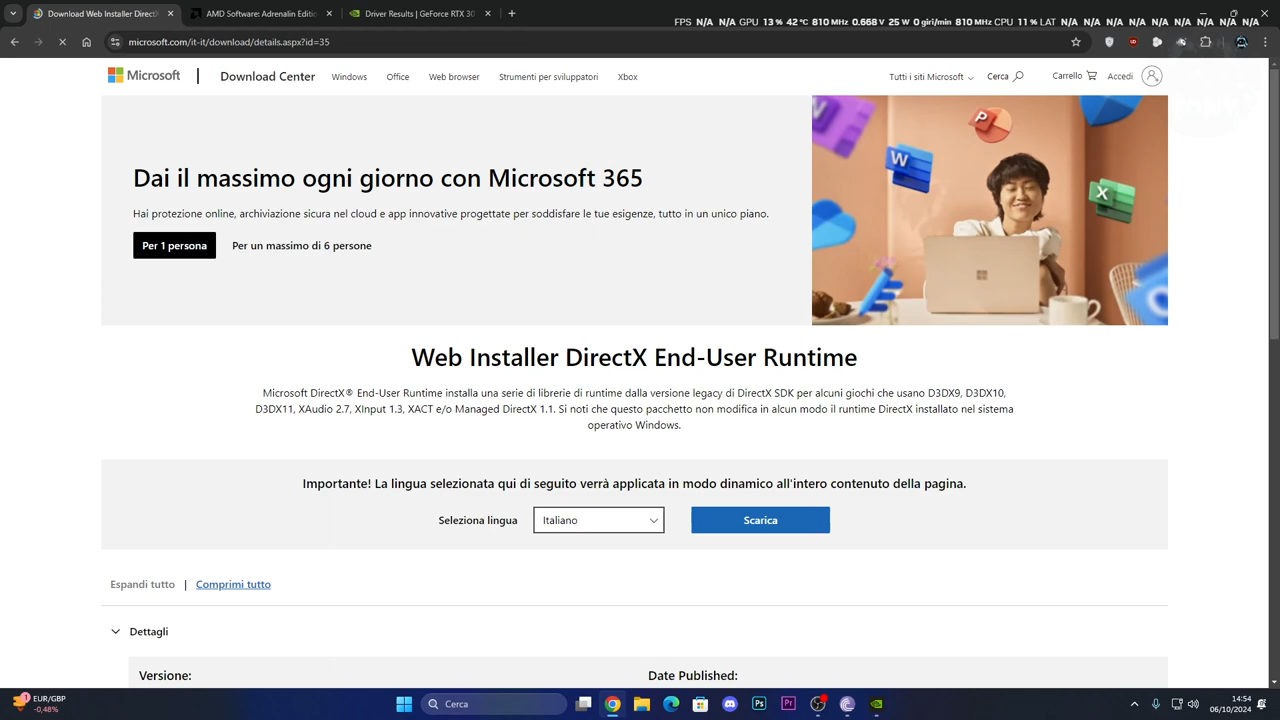 Download Web Installer DirectX
AMD Software: Adrenalin Edition
Driver Results | GeForce RTX 30
FPS N/A N/A GPU 13 % 42 °C 810 MHz 0.668 V 25 W 0 giri/min 810 MHz CPU 11 % LAT N/A N/A N/A N/A N/A N/A N/A N/A N/A
microsoft.com/it-it/download/details.aspx?id=35
Microsoft
Download Center
Windows
Office
Web browser
Strumenti per sviluppatori
Xbox
Tutti i siti Microsoft
Cerca
Carrello
Accedi
Dai il massimo ogni giorno con Microsoft 365
Hai protezione online, archiviazione sicura nel cloud e app innovative progettate per soddisfare le tue esigenze, tutto in un unico piano.
Per 1 persona
Per un massimo di 6 persone
W
P
W
X
Web Installer DirectX End-User Runtime
Microsoft DirectX® End-User Runtime installa una serie di librerie di runtime dalla versione legacy di DirectX SDK per alcuni giochi che usano D3DX9, D3DX10,
D3DX11, XAudio 2.7, XInput 1.3, XACT e/o Managed DirectX 1.1. Si noti che questo pacchetto non modifica in alcun modo il runtime DirectX installato nel sistema
operativo Windows.
Importante! La lingua selezionata qui di seguito verrà applicata in modo dinamico all'intero contenuto della pagina.
Seleziona lingua
Italiano
Scarica
Espandi tutto | Comprimi tutto
Dettagli
Versione:
Date Published:
1
EUR/GBP
-0,48%
Cerca
Ps
Pr
14:54
06/10/2024